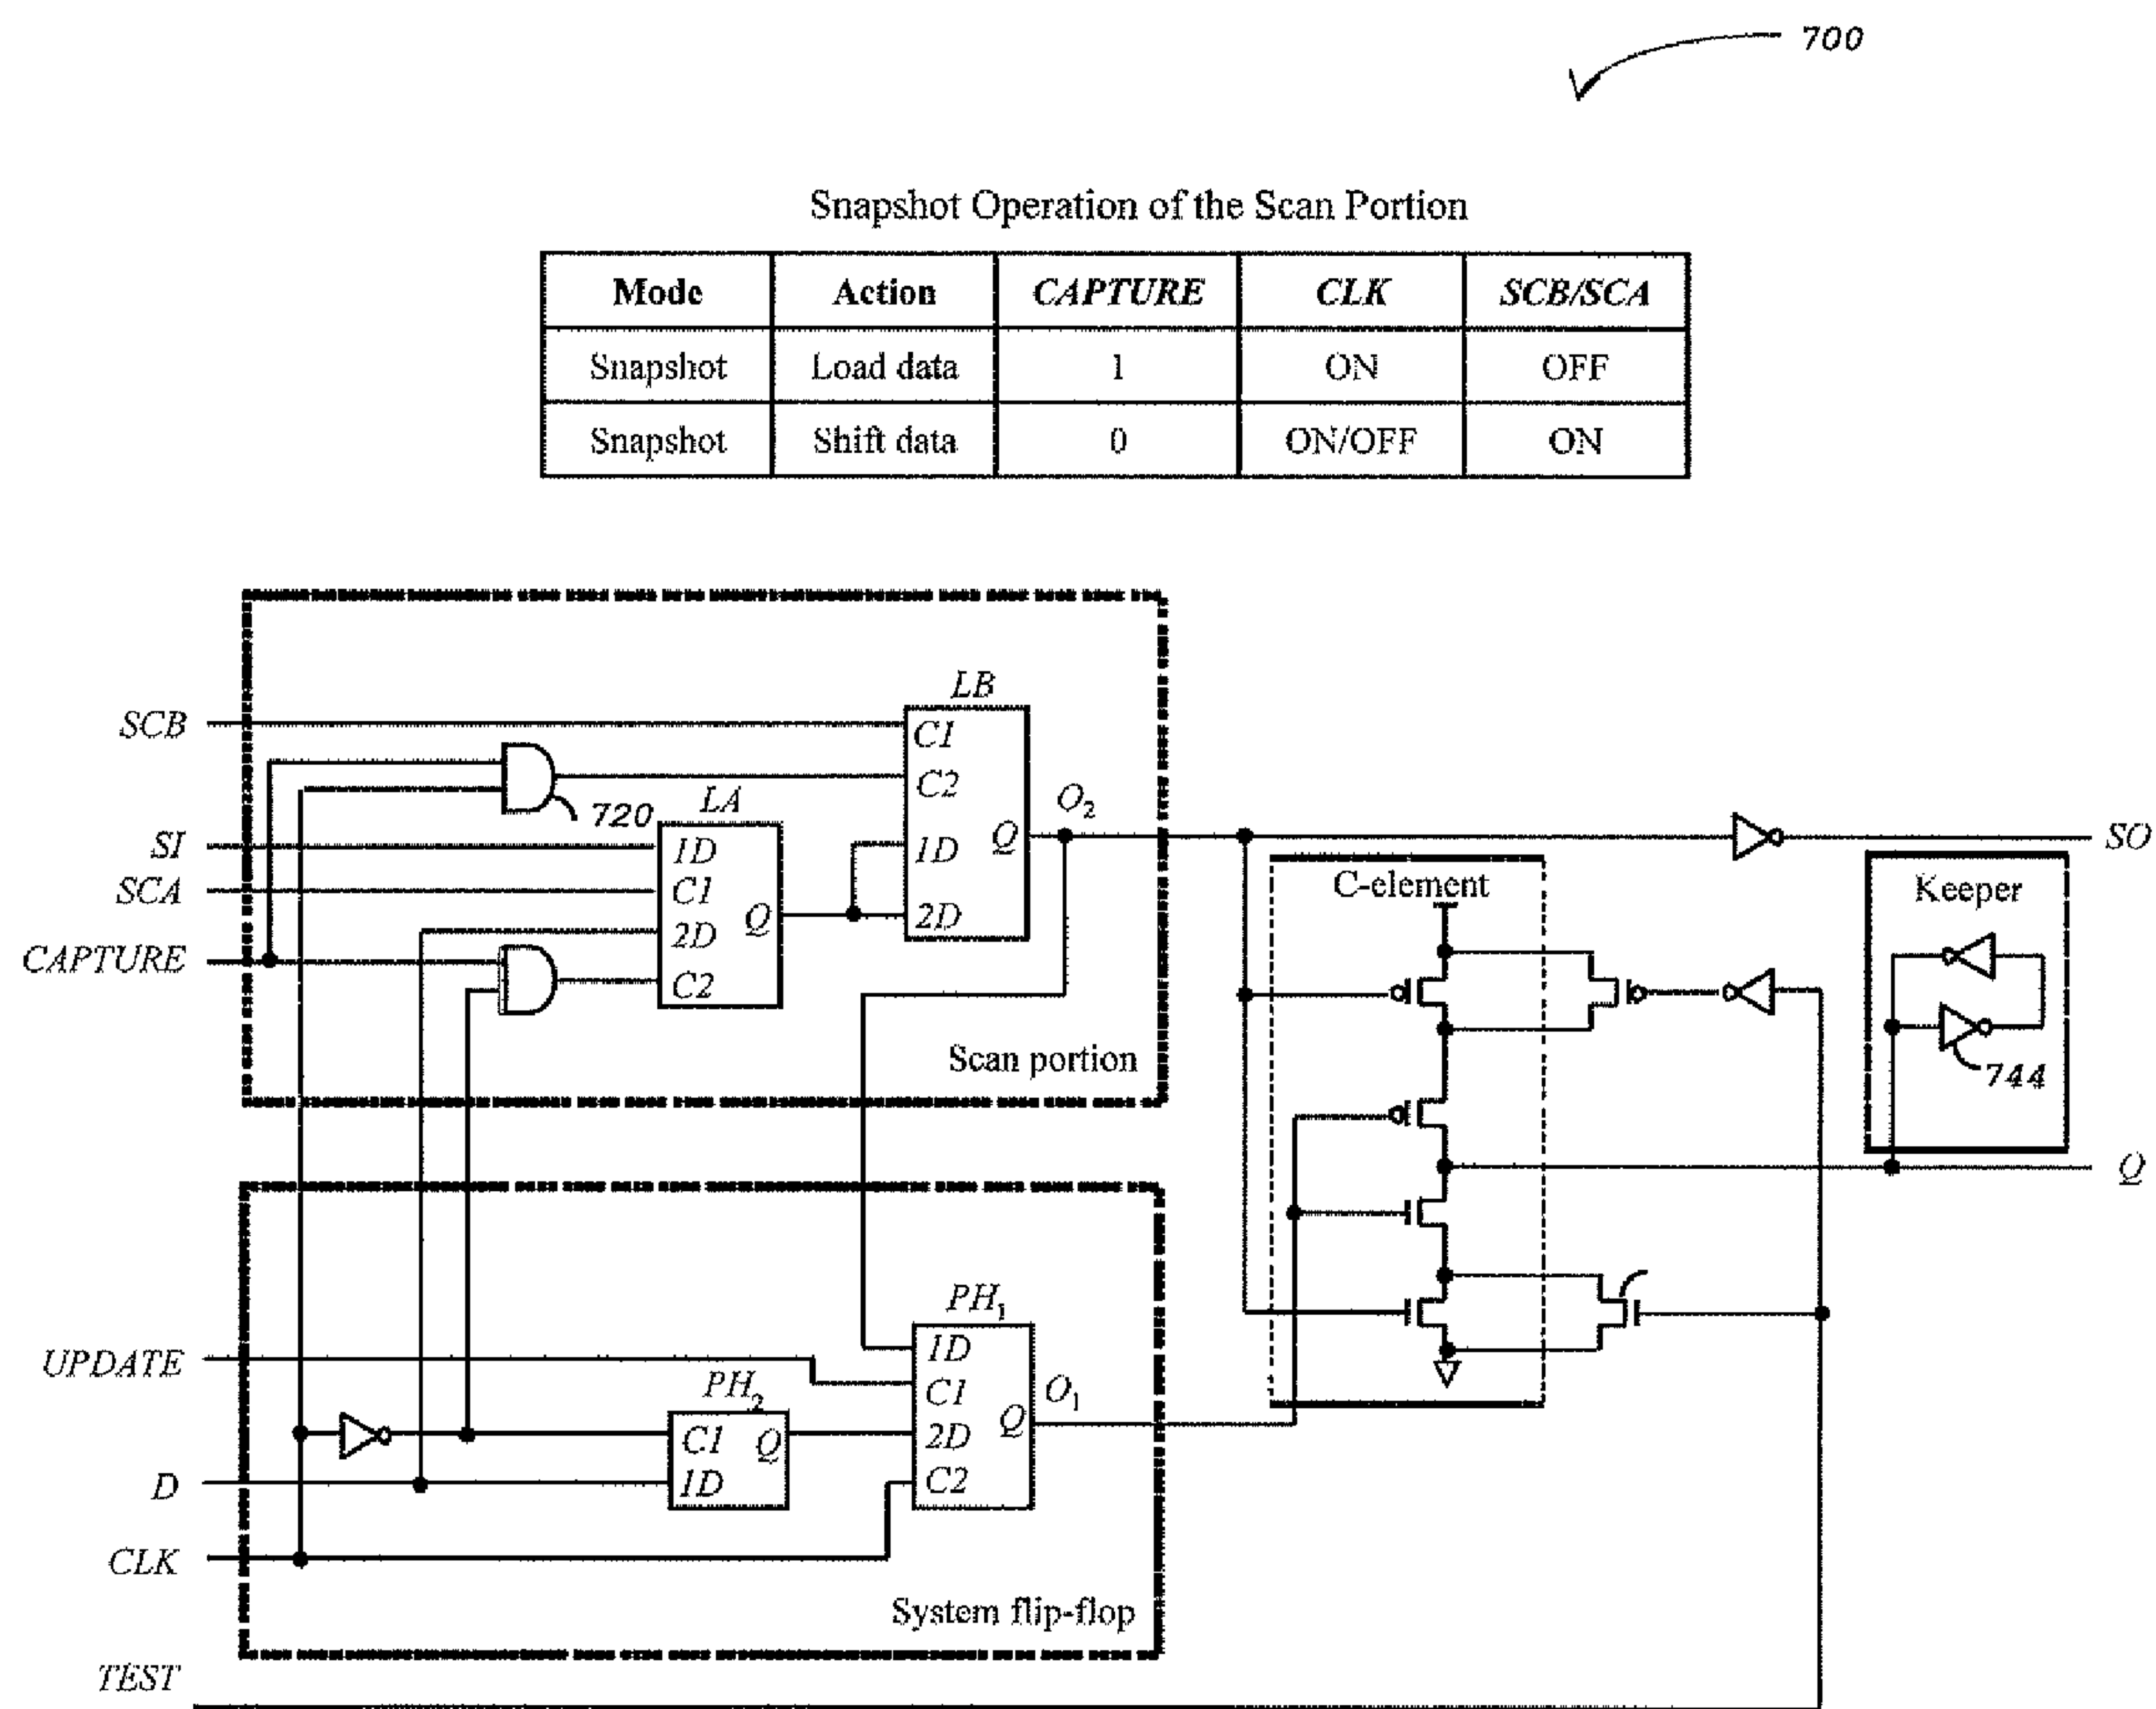 700
Snapshot Operation of the Scan Portion
Mode Action CAPTURE CLK SCB/SCA
Snapshot Load data 1 ON OFF
Snapshot Shift data 0 ON/OFF ON
LB
SCB
C1
C2
720
LA
O2
SI
1D
1D
Q
SO
SCA
C1
C-element
Keeper
2D
Q
2D
CAPTURE
C2
Scan portion
744
Q
PH1
UPDATE
1D
PH2
C1
O1
C1
Q
2D
Q
D
1D
C2
CLK
System flip-flop
TEST